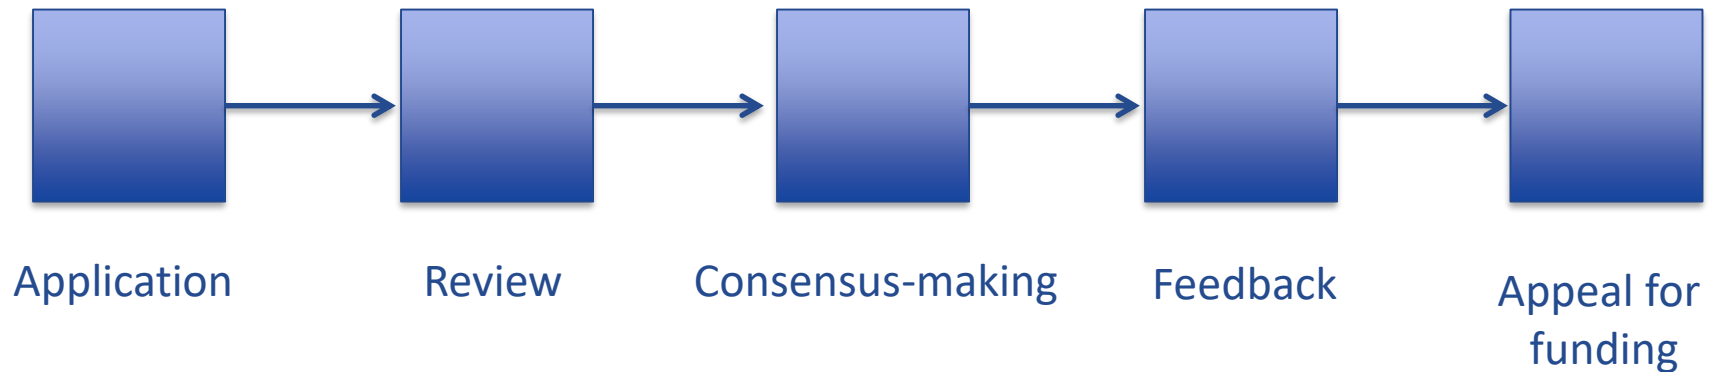 Application
Review
Consensus-making
Feedback
Appeal for
funding